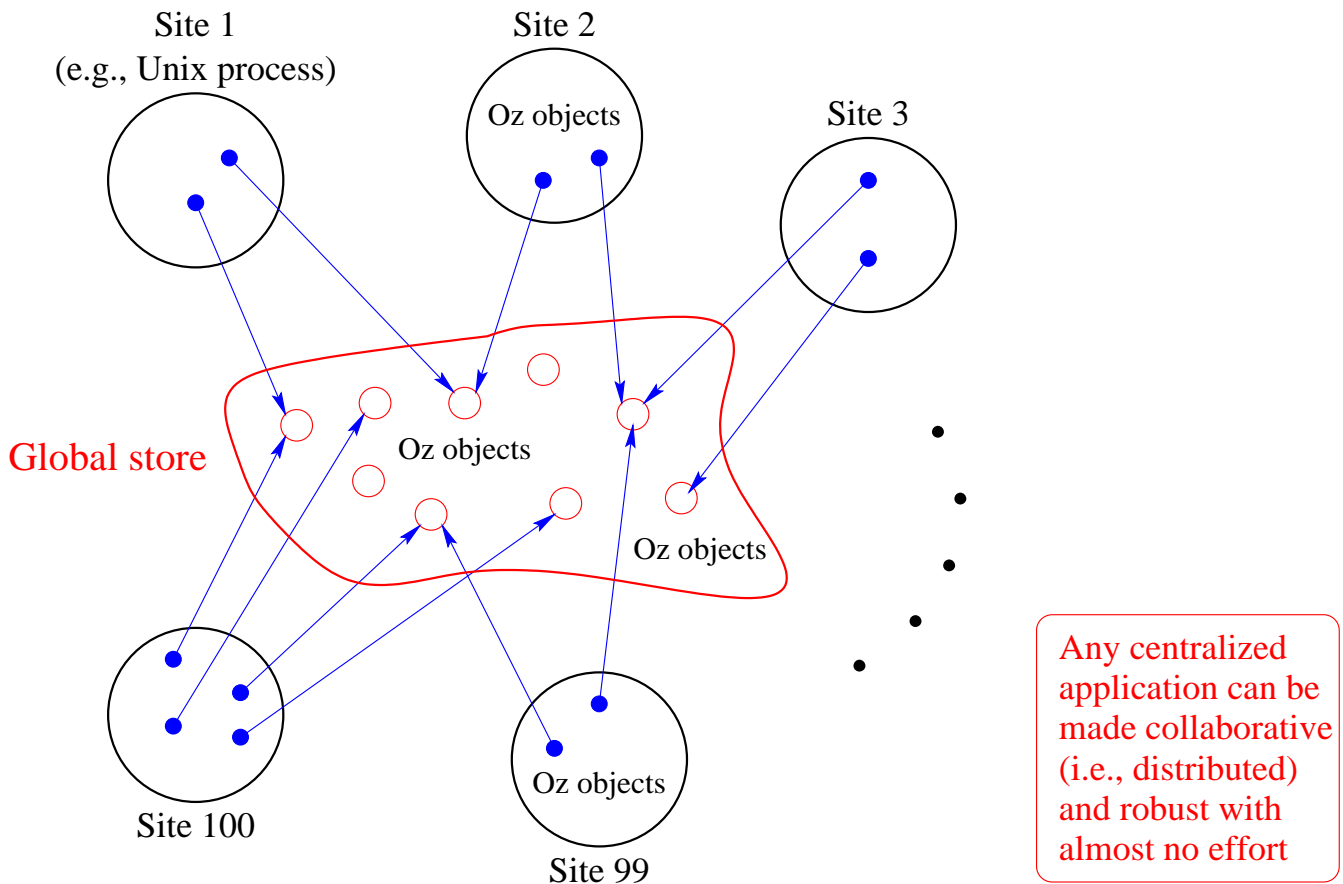 Site 1
(e.g., Unix process)
Site 2
Oz objects
Site 3
Global store
Oz objects
Oz objects
Site 100
Oz objects
Site 99
Any centralized
application can be
made collaborative
(i.e., distributed)
and robust with
almost no effort